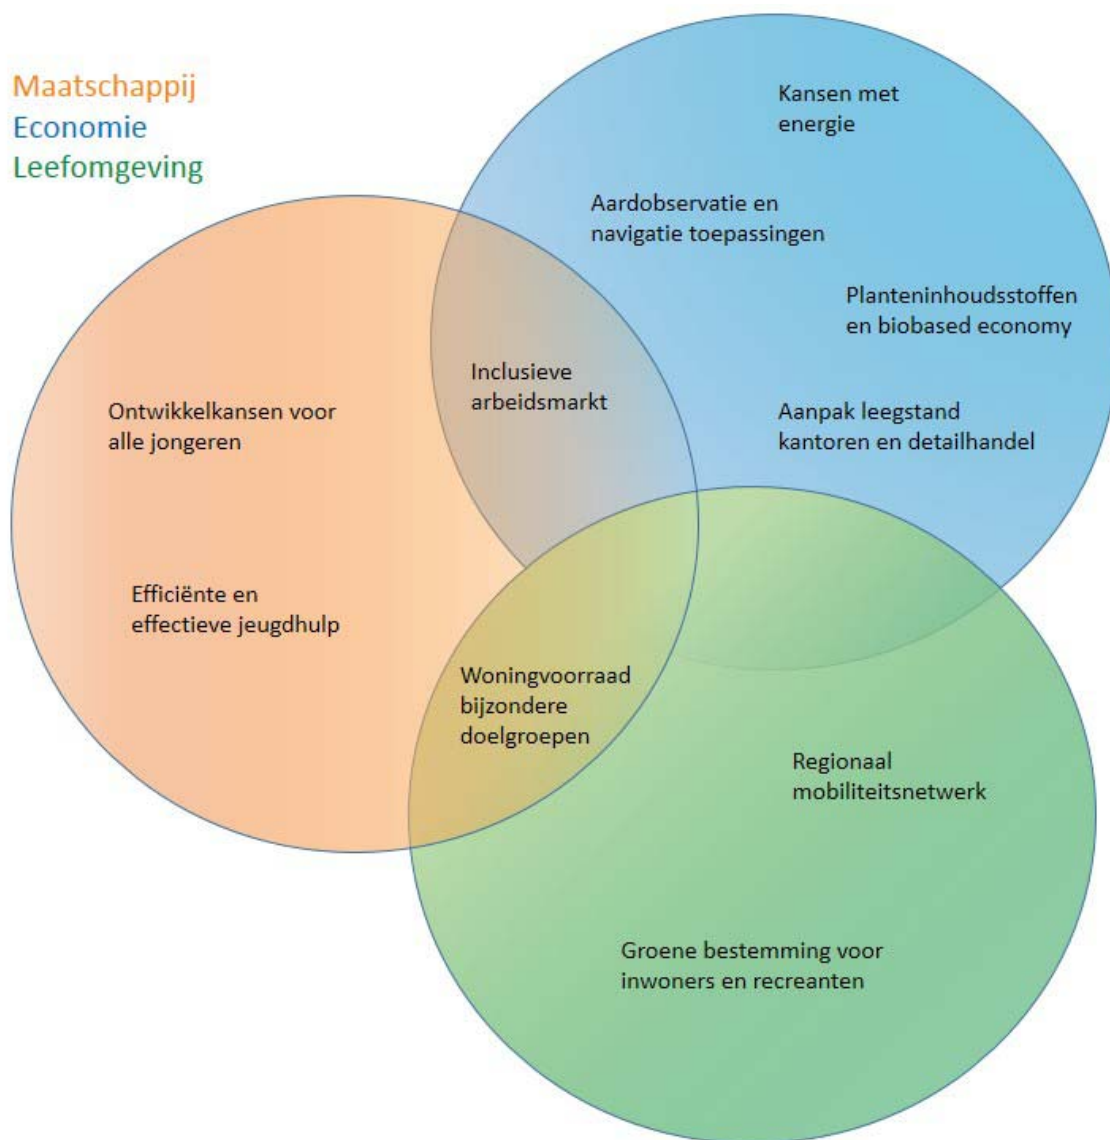 Maatschappij
Economie
Leefomgeving
Kansen met
energie
Aardobservatie en
navigatie toepassingen
Planteninhoudsstoffen
en biobased economy
Inclusieve
arbeidsmarkt
Aanpak leegstand
kantoren en detailhandel
Ontwikkelkansen voor
alle jongeren
Efficiënte en
effectieve jeugdhulp
Woningvoorraad
bijzondere
doelgroepen
Regionaal
mobiliteitsnetwerk
Groene bestemming voor
inwoners en recreanten